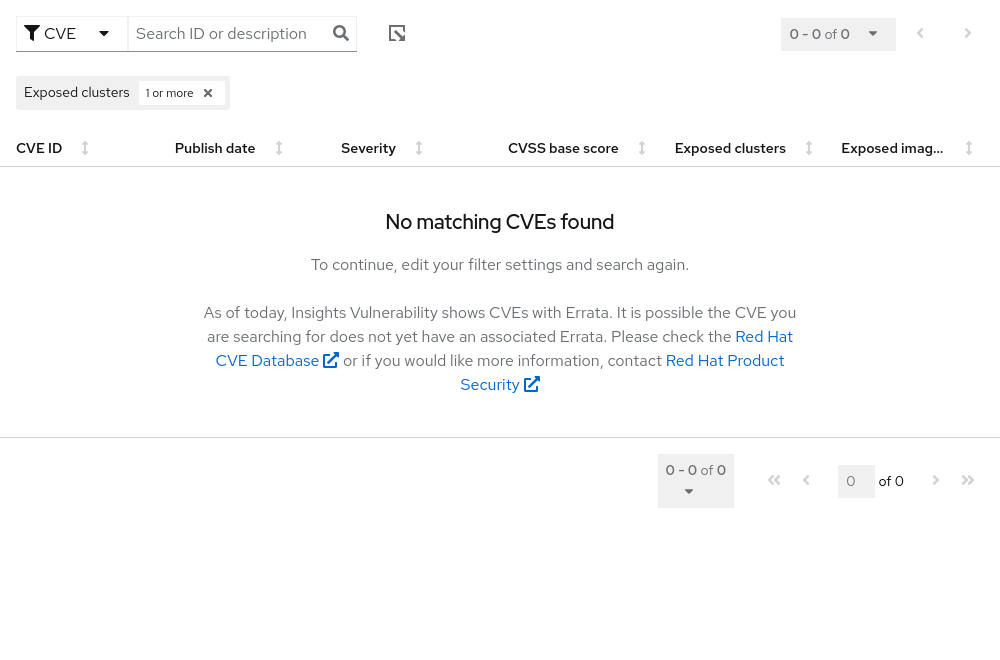 CVE Search ID or description 0 - 0 of 0
Exposed clusters 1 or more
CVE ID Publish date Severity CVSS base score Exposed clusters Exposed imag...
No matching CVEs found
To continue, edit your filter settings and search again.
As of today, Insights Vulnerability shows CVEs with Errata. It is possible the CVE you
are searching for does not yet have an associated Errata. Please check the Red Hat
CVE Database or if you would like more information, contact Red Hat Product
Security
0 - 0 of 0
0 of 0